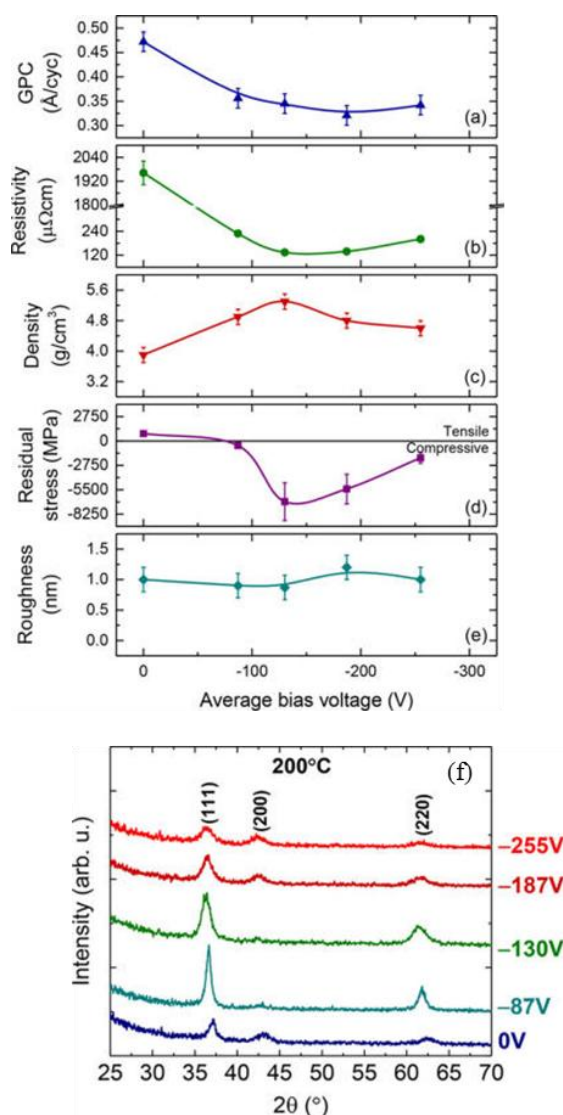 0.50
0.45
0.40
0.35
0.30
GPC
(Å/cyc)
(a)
2040
1920
1800
240
120
Resistivity
(μΩcm)
(b)
5.6
4.8
4.0
3.2
Density
(g/cm³)
(c)
2750
0
-2750
-5500
-8250
Residual
stress (MPa)
Tensile
Compressive
(d)
1.5
1.0
0.5
0.0
Roughness
(nm)
(e)
0 -100 -200 -300
Average bias voltage (V)
200°C
(f)
(111)
(200)
(220)
Intensity (arb. u.)
−255V
−187V
−130V
−87V
0V
25 30 35 40 45 50 55 60 65 70
2θ (°)